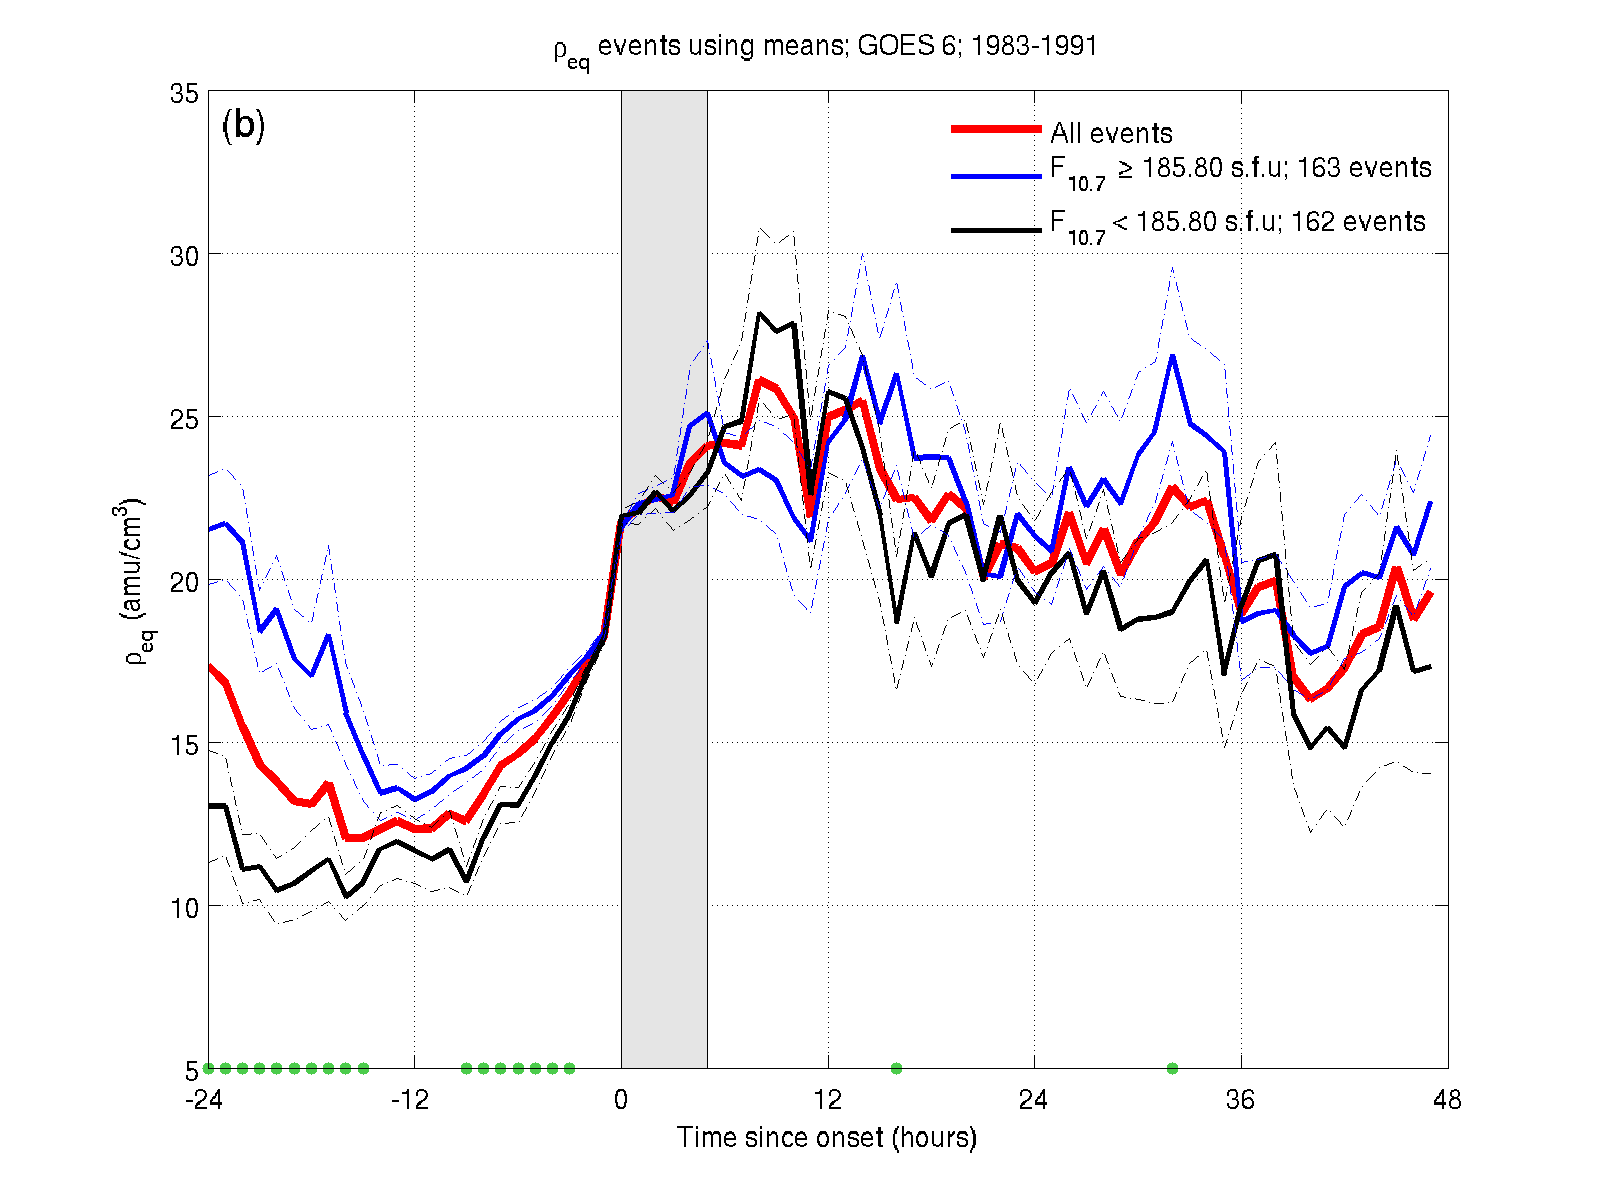 ρeq events using means; GOES 6; 1983-1991
(b)
All events
F10.7 ≥ 185.80 s.f.u; 163 events
F10.7 < 185.80 s.f.u; 162 events
35
30
25
20
15
10
5
ρeq (amu/cm³)
-24 -12 0 12 24 36 48
Time since onset (hours)